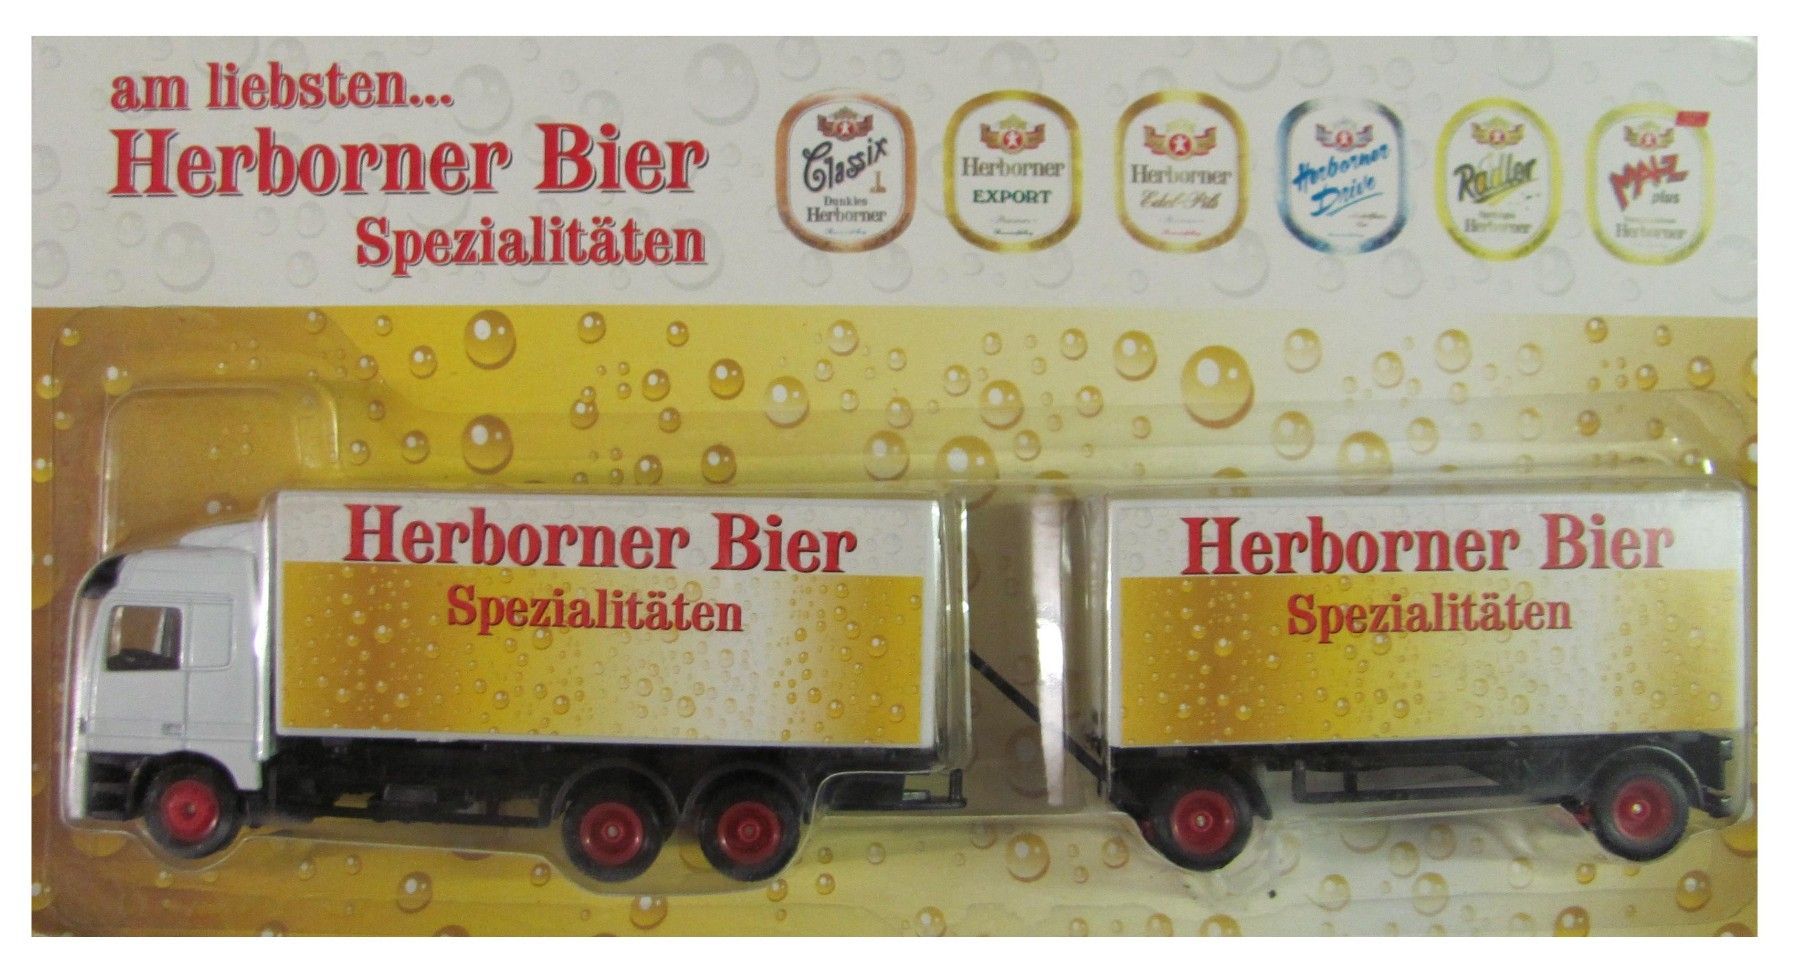 am liebsten...
Herborner Bier
Spezialitäten
Classix
Dunkles
Herborner
Herborner
EXPORT
Herborner
Edel-Pils
Herborner
Drive
Radler
Herborner
MALZ
plus
Herborner
Herborner Bier
Spezialitäten
Herborner Bier
Spezialitäten